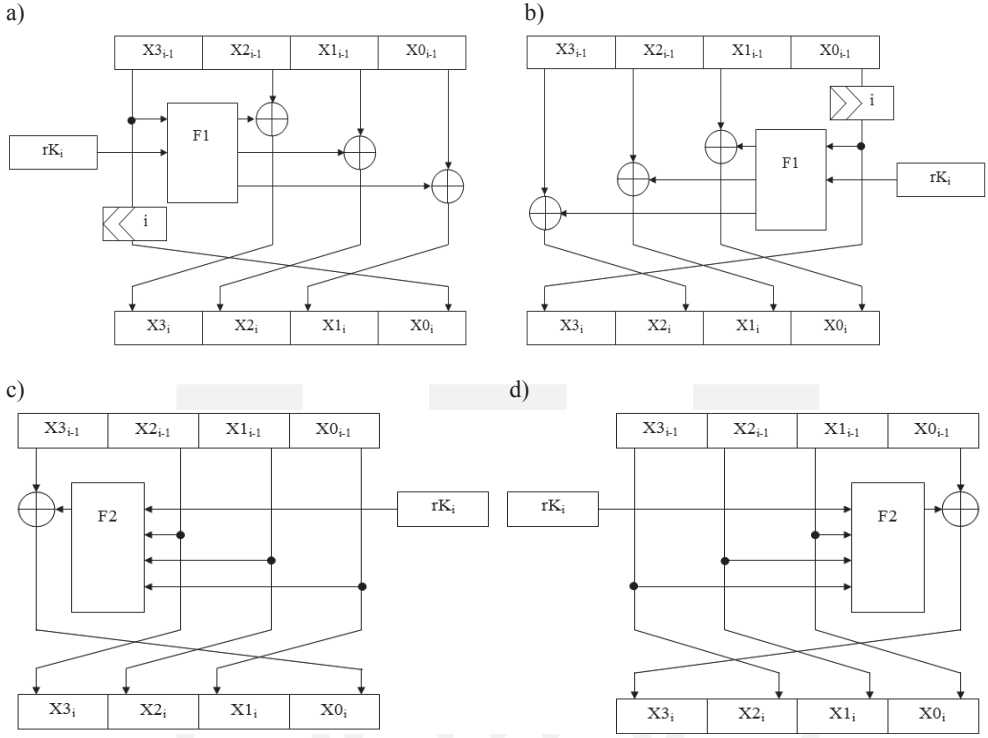 a)
b)
X3i-1 X2i-1 X1i-1 X0i-1
X3i-1 X2i-1 X1i-1 X0i-1
F1
rKi
i
X3i X2i X1i X0i
i
F1
rKi
X3i X2i X1i X0i
c)
d)
X3i-1 X2i-1 X1i-1 X0i-1
X3i-1 X2i-1 X1i-1 X0i-1
F2
rKi
rKi
F2
X3i X2i X1i X0i
X3i X2i X1i X0i